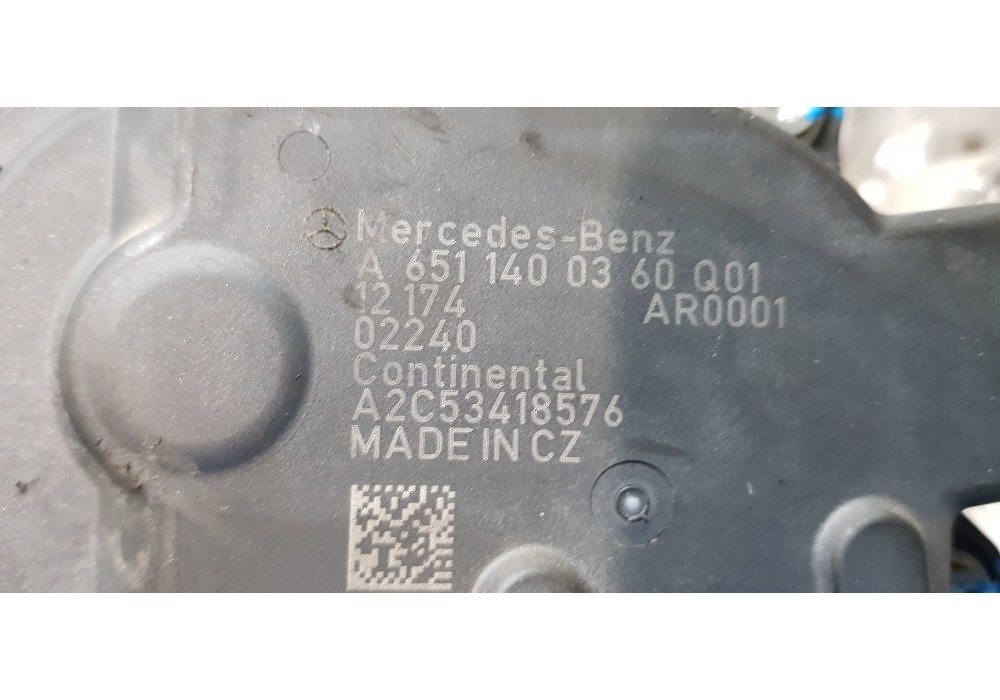 Mercedes-Benz
A 651 140 03 60 Q01
12 174 AR0001
02240
Continental
A2C53418576
MADE IN CZ